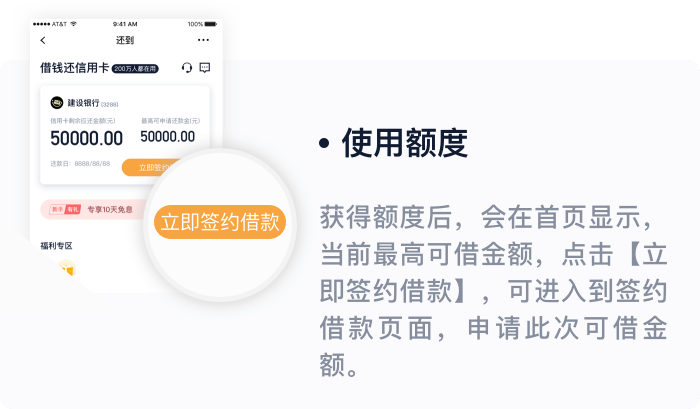 AT&T
9:41 AM
100%
还到
借钱还信用卡 200万人都在用
建设银行 (3288)
信用卡剩余应还金额(元)
最高可申请还款金(元)
50000.00
50000.00
还款日: 8888/88/88
立即签约
专享10天免息
福利专区
立即签约借款
使用额度
获得额度后，会在首页显示，
当前最高可借金额，点击【立
即签约借款】，可进入到签约
借款页面，申请此次可借金
额。